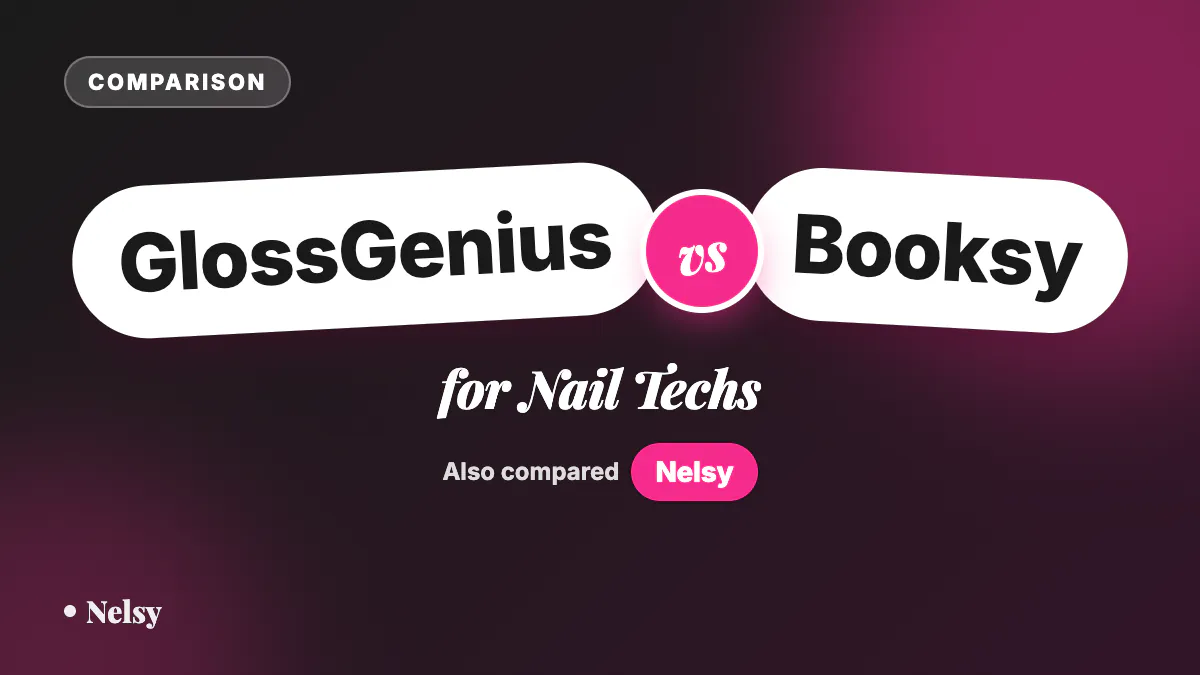 COMPARISON
GlossGenius vs Booksy
for Nail Techs
Also compared Nelsy
• Nelsy